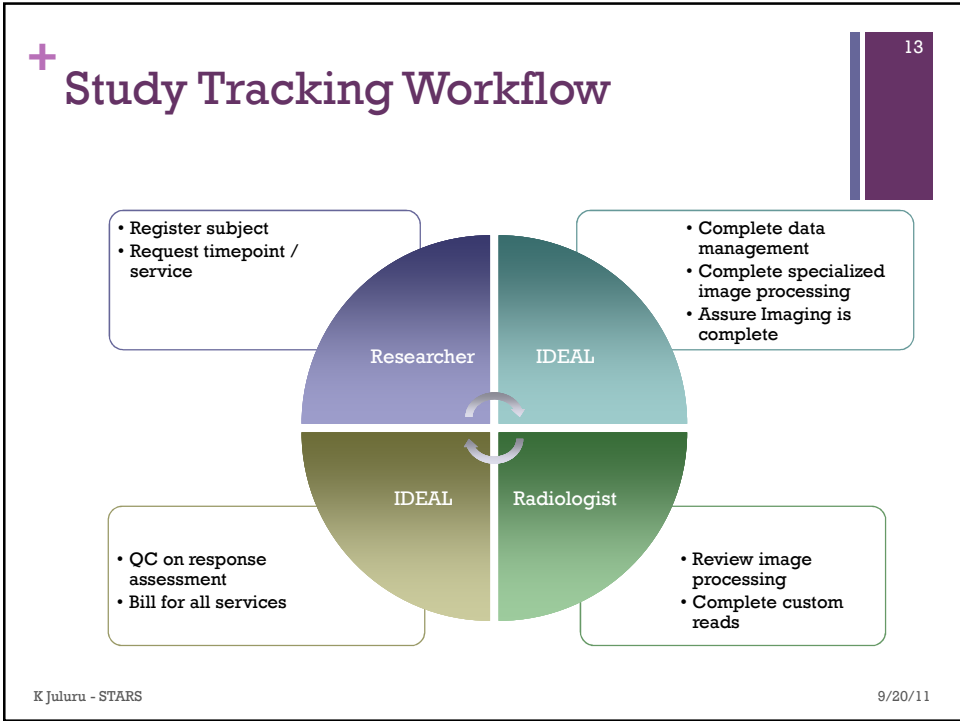 +
Study Tracking Workflow
13
• Register subject
• Request timepoint /
service
• Complete data
management
• Complete specialized
image processing
• Assure Imaging is
complete
Researcher
IDEAL
IDEAL
Radiologist
• QC on response
assessment
• Bill for all services
• Review image
processing
• Complete custom
reads
K Juluru - STARS
9/20/11